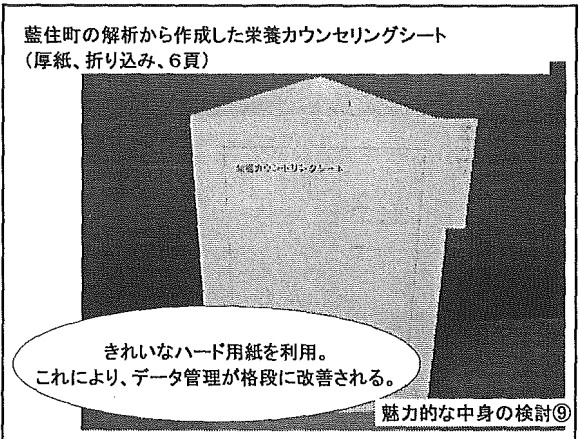 藍住町の解析から作成した栄養カウンセリングシート
(厚紙、折り込み、6頁)
栄養カウンセリングシート
きれいなハード用紙を利用。
これにより、データ管理が格段に改善される。
魅力的な中身の検討⑨